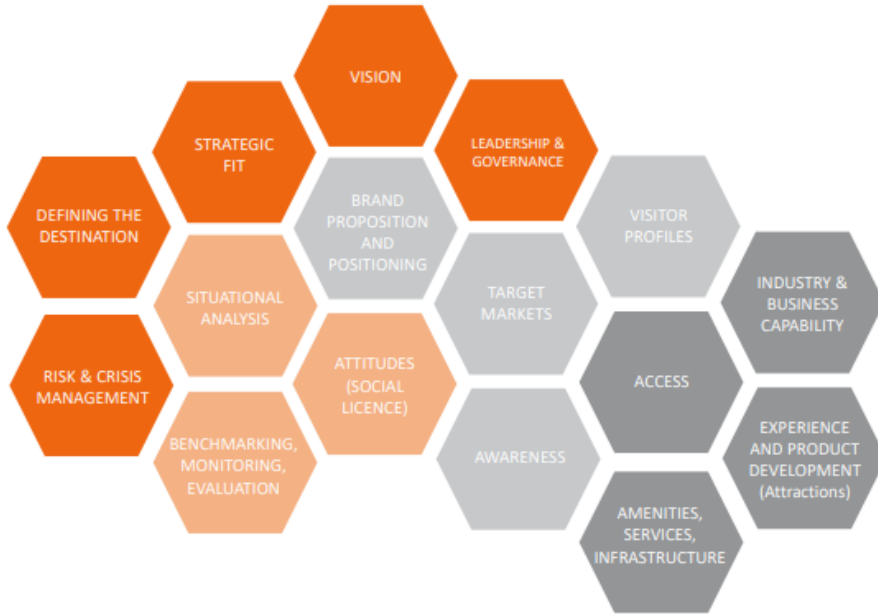 VISION
STRATEGIC
FIT
LEADERSHIP &
GOVERNANCE
DEFINING THE
DESTINATION
BRAND
PROPOSITION
AND
POSITIONING
VISITOR
PROFILES
SITUATIONAL
ANALYSIS
TARGET
MARKETS
INDUSTRY &
BUSINESS
CAPABILITY
RISK & CRISIS
MANAGEMENT
ATTITUDES
(SOCIAL
LICENCE)
ACCESS
BENCHMARKING,
MONITORING,
EVALUATION
AWARENESS
EXPERIENCE
AND PRODUCT
DEVELOPMENT
(Attractions)
AMENITIES,
SERVICES,
INFRASTRUCTURE